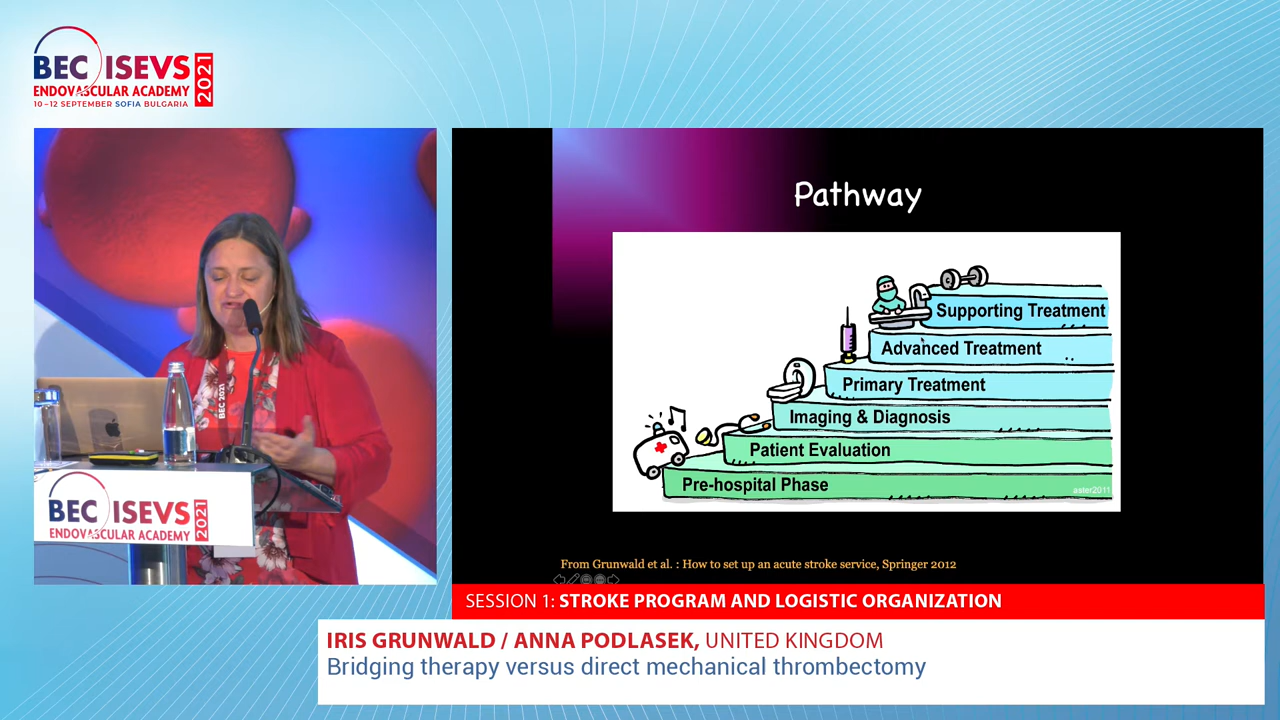 BEC ISEVS
ENDOVASCULAR ACADEMY
2021
10–12 SEPTEMBER SOFIA BULGARIA
BEC 2021
BEC ISEVS
ENDOVASCULAR ACADEMY
2021
Pathway
Supporting Treatment
Advanced Treatment
Primary Treatment
Imaging & Diagnosis
Patient Evaluation
Pre-hospital Phase
aster2011
From Grunwald et al. : How to set up an acute stroke service, Springer 2012
SESSION 1: STROKE PROGRAM AND LOGISTIC ORGANIZATION
IRIS GRUNWALD / ANNA PODLASEK, UNITED KINGDOM
Bridging therapy versus direct mechanical thrombectomy